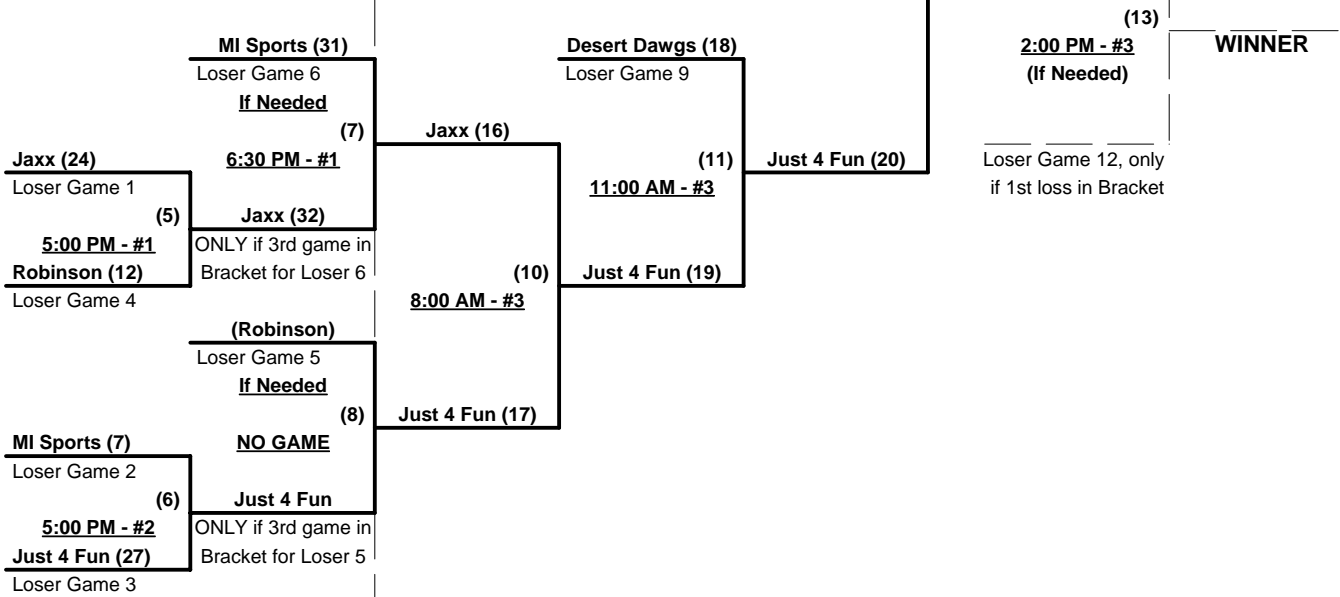 (13)
MI Sports (31)
Desert Dawgs (18)
2:00 PM - #3
WINNER
Loser Game 6
Loser Game 9
(If Needed)
If Needed
(7)
Jaxx (16)
Jaxx (24)
6:30 PM - #1
(11)
Just 4 Fun (20)
Loser Game 12, only
Loser Game 1
11:00 AM - #3
if 1st loss in Bracket
(5)
Jaxx (32)
5:00 PM - #1
ONLY if 3rd game in
Robinson (12)
Bracket for Loser 6
(10)
Just 4 Fun (19)
Loser Game 4
8:00 AM - #3
(Robinson)
Loser Game 5
If Needed
(8)
Just 4 Fun (17)
MI Sports (7)
NO GAME
Loser Game 2
(6)
Just 4 Fun
5:00 PM - #2
ONLY if 3rd game in
Just 4 Fun (27)
Bracket for Loser 5
Loser Game 3